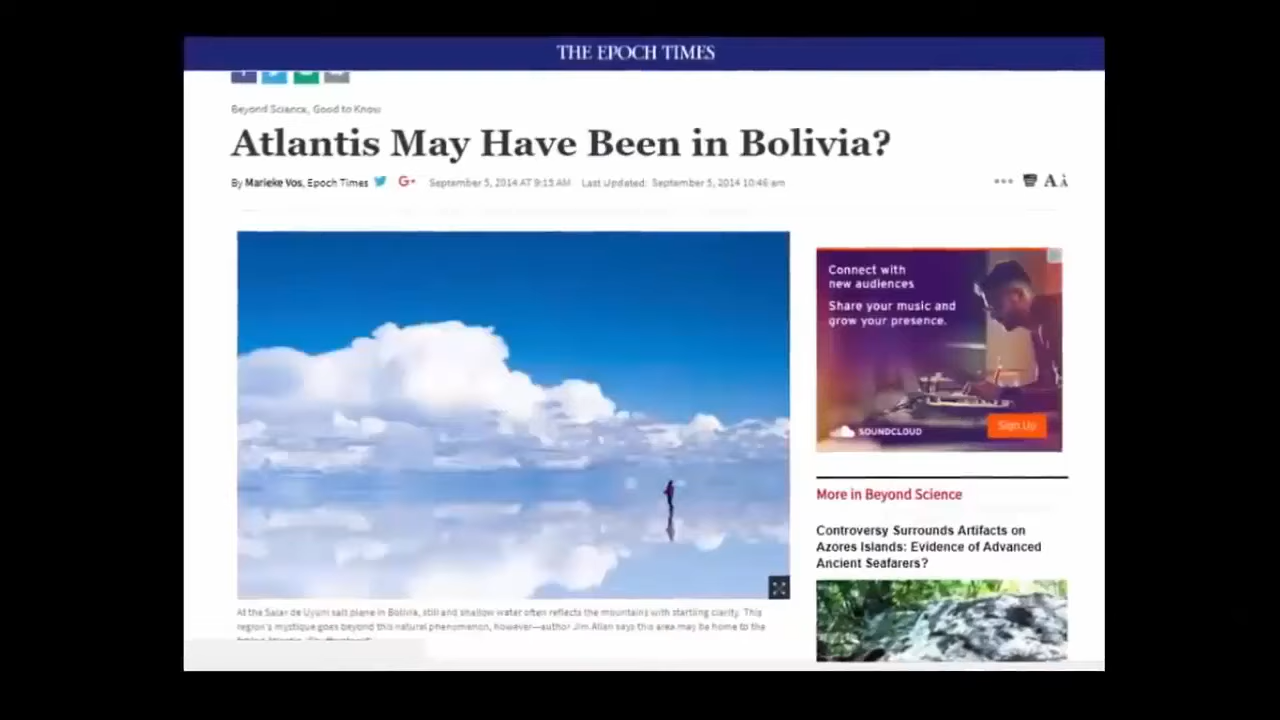 THE EPOCH TIMES
Beyond Science, Good to Know
Atlantis May Have Been in Bolivia?
By Marieke Vos, Epoch Times G+ September 5, 2014 AT 9:15 AM Last Updated: September 5, 2014 10:46 am
Connect with
new audiences
Share your music and
grow your presence.
SOUNDCLOUD
Sign Up
More in Beyond Science
Controversy Surrounds Artifacts on
Azores Islands: Evidence of Advanced
Ancient Seafarers?
At the Salar de Uyuni salt plane in Bolivia, still and shallow water often reflects the mountains with startling clarity. This
region's mystique goes beyond this natural phenomenon, however—author Jim Allen says this area may be home to the